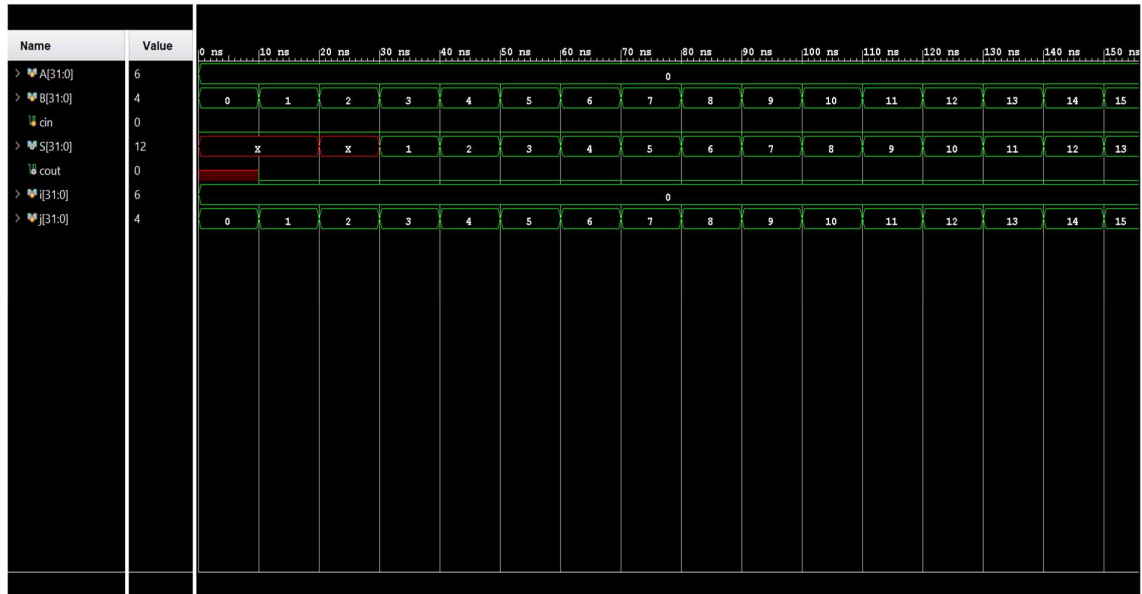 Name Value
0 ns 10 ns 20 ns 30 ns 40 ns 50 ns 60 ns 70 ns 80 ns 90 ns 100 ns 110 ns 120 ns 130 ns 140 ns 150 ns
> A[31:0] 6 0
> B[31:0] 4 0 1 2 3 4 5 6 7 8 9 10 11 12 13 14 15
cin 0
> S[31:0] 12 X X 1 2 3 4 5 6 7 8 9 10 11 12 13
cout 0
> i[31:0] 6 0
> j[31:0] 4 0 1 2 3 4 5 6 7 8 9 10 11 12 13 14 15